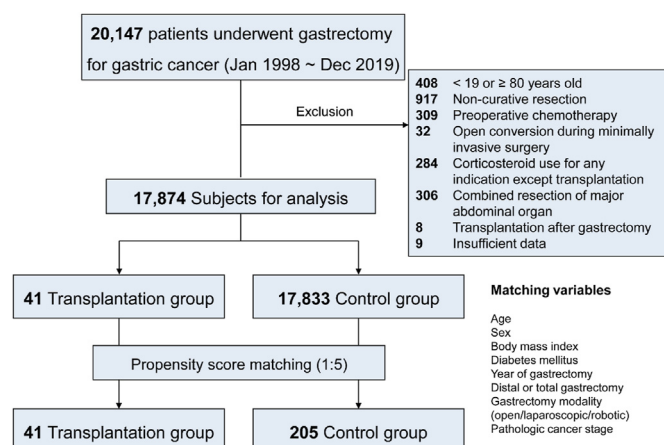 20,147 patients underwent gastrectomy
for gastric cancer (Jan 1998 ~ Dec 2019)
Exclusion
408 < 19 or ≥ 80 years old
917 Non-curative resection
309 Preoperative chemotherapy
32 Open conversion during minimally
invasive surgery
284 Corticosteroid use for any
indication except transplantation
306 Combined resection of major
abdominal organ
8 Transplantation after gastrectomy
9 Insufficient data
17,874 Subjects for analysis
41 Transplantation group
17,833 Control group
Propensity score matching (1:5)
41 Transplantation group
205 Control group
Matching variables
Age
Sex
Body mass index
Diabetes mellitus
Year of gastrectomy
Distal or total gastrectomy
Gastrectomy modality
(open/laparoscopic/robotic)
Pathologic cancer stage